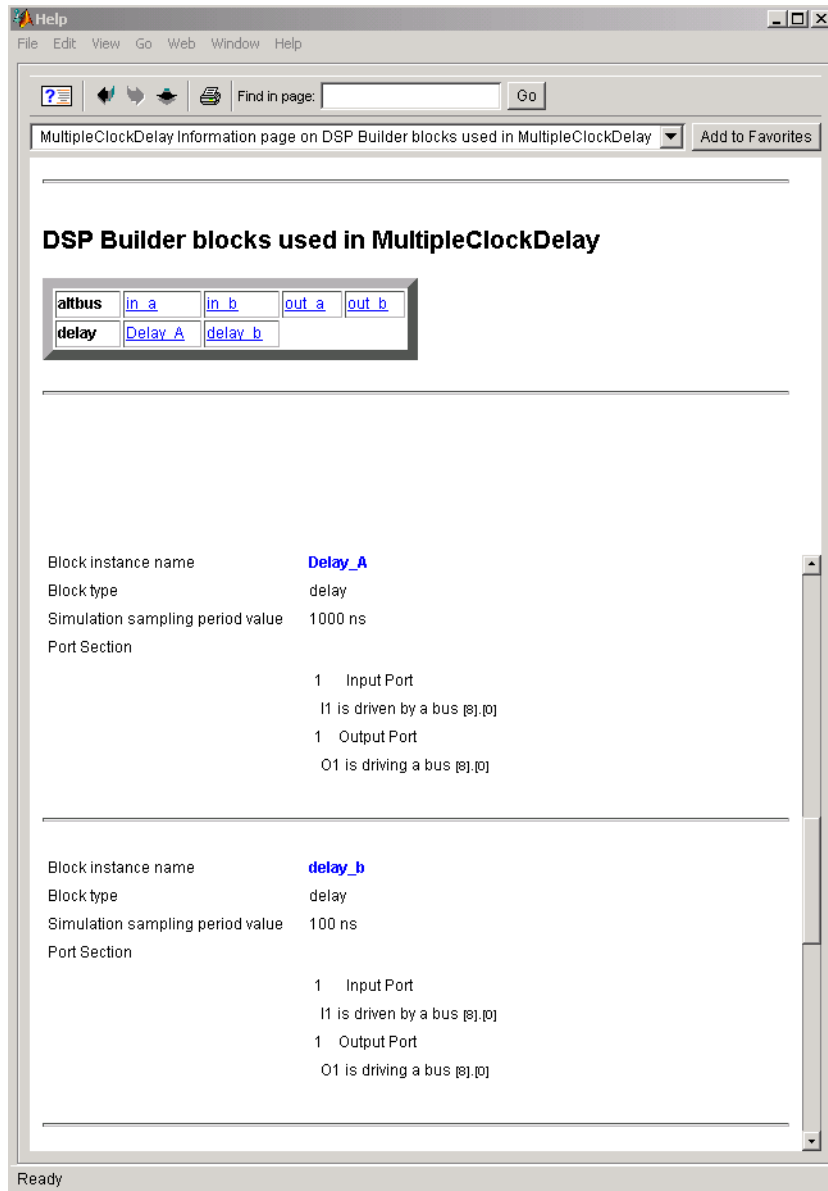 Help
File Edit View Go Web Window Help
Find in page: Go
MultipleClockDelay Information page on DSP Builder blocks used in MultipleClockDelay Add to Favorites
DSP Builder blocks used in MultipleClockDelay
altbus in_a in_b out_a out_b
delay Delay_A delay_b
Block instance name Delay_A
Block type delay
Simulation sampling period value 1000 ns
Port Section
1 Input Port
I1 is driven by a bus [8].[0]
1 Output Port
O1 is driving a bus [8].[0]
Block instance name delay_b
Block type delay
Simulation sampling period value 100 ns
Port Section
1 Input Port
I1 is driven by a bus [8].[0]
1 Output Port
O1 is driving a bus [8].[0]
Ready